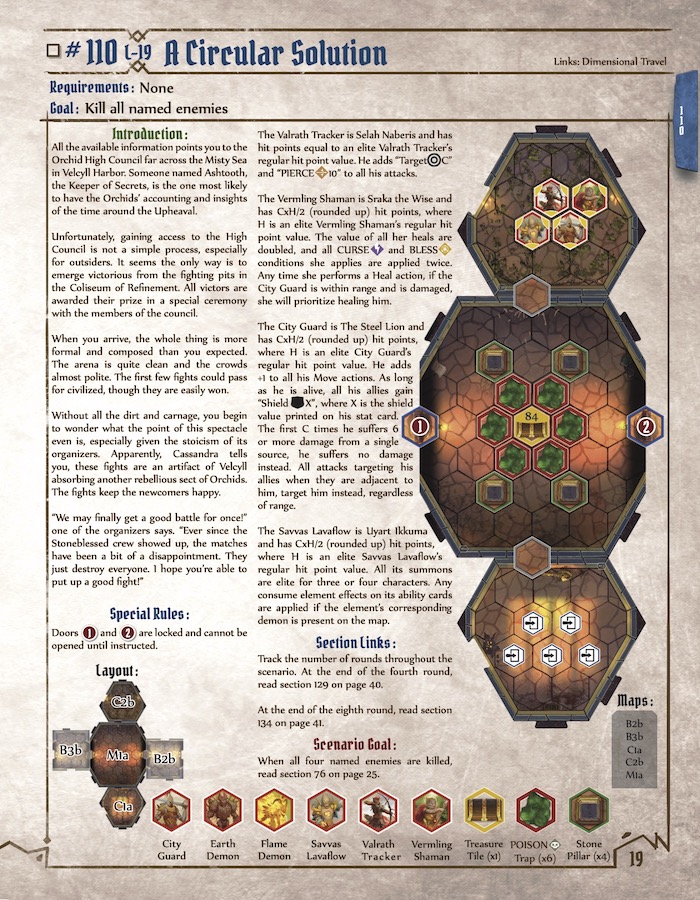 # 110 L-19 A Circular Solution
Links: Dimensional Travel
Requirements: None
Goal: Kill all named enemies
110
Introduction:
All the available information points you to the
Orchid High Council far across the Misty Sea
in Velcyll Harbor. Someone named Ashtooth,
the Keeper of Secrets, is the one most likely
to have the Orchids' accounting and insights
of the time around the Upheaval.
Unfortunately, gaining access to the High
Council is not a simple process, especially
for outsiders. It seems the only way is to
emerge victorious from the fighting pits in
the Coliseum of Refinement. All victors are
awarded their prize in a special ceremony
with the members of the council.
When you arrive, the whole thing is more
formal and composed than you expected.
The arena is quite clean and the crowds
almost polite. The first few fights could pass
for civilized, though they are easily won.
Without all the dirt and carnage, you begin
to wonder what the point of this spectacle
even is, especially given the stoicism of its
organizers. Apparently, Cassandra tells
you, these fights are an artifact of Velcyll
absorbing another rebellious sect of Orchids.
The fights keep the newcomers happy.
"We may finally get a good battle for once!"
one of the organizers says. "Ever since the
Stoneblessed crew showed up, the matches
have been a bit of a disappointment. They
just destroy everyone. I hope you're able to
put up a good fight!"
Special Rules:
Doors 1 and 2 are locked and cannot be
opened until instructed.
Layout:
C2b
B3b
M1a
B2b
C1a
The Valrath Tracker is Selah Naberis and has
hit points equal to an elite Valrath Tracker's
regular hit point value. He adds "Target C"
and "PIERCE 10" to all his attacks.
The Vermling Shaman is Sraka the Wise and
has CxH/2 (rounded up) hit points, where
H is an elite Vermling Shaman's regular hit
point value. The value of all her heals are
doubled, and all CURSE and BLESS
conditions she applies are applied twice.
Any time she performs a Heal action, if the
City Guard is within range and is damaged,
she will prioritize healing him.
The City Guard is The Steel Lion and
has CxH/2 (rounded up) hit points,
where H is an elite City Guard's
regular hit point value. He adds
+1 to all his Move actions. As long
as he is alive, all his allies gain
"Shield X", where X is the shield
value printed on his stat card.
The first C times he suffers 6
or more damage from a single
source, he suffers no damage
instead. All attacks targeting his
allies when they are adjacent to
him, target him instead, regardless
of range.
The Savvas Lavaflow is Uyart Ikkuma
and has CxH/2 (rounded up) hit points,
where H is an elite Savvas Lavaflow's
regular hit point value. All its summons
are elite for three or four characters. Any
consume element effects on its ability cards
are applied if the element's corresponding
demon is present on the map.
Section Links:
Track the number of rounds throughout the
scenario. At the end of the fourth round,
read section 129 on page 40.
At the end of the eighth round, read section
134 on page 41.
Scenario Goal:
When all four named enemies are killed,
read section 76 on page 25.
84
1
2
Maps:
B2b
B3b
C1a
C2b
M1a
City
Guard
Earth
Demon
Flame
Demon
Savvas
Lavaflow
Valrath
Tracker
Vermling
Shaman
Treasure
Tile (x1)
POISON
Trap (x6)
Stone
Pillar (x4)
19